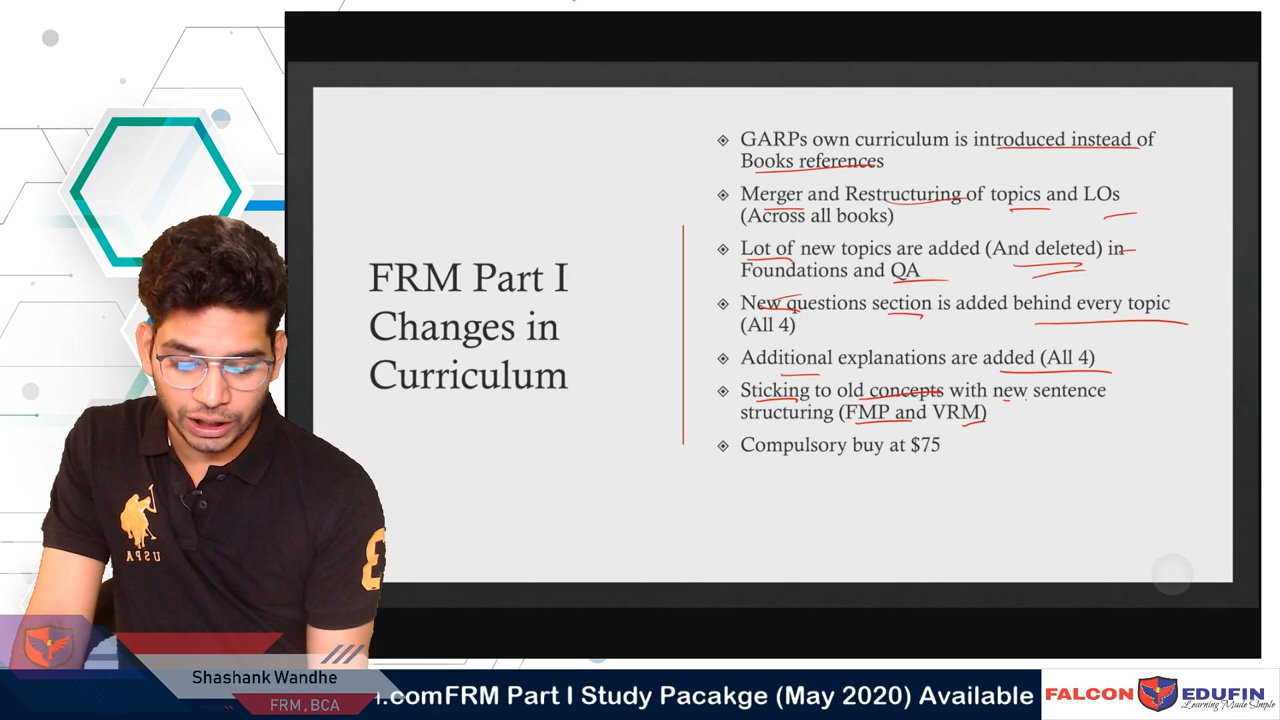 FRM Part I
Changes in
Curriculum
GARPs own curriculum is introduced instead of
Books references
Merger and Restructuring of topics and LOs
(Across all books)
Lot of new topics are added (And deleted) in
Foundations and QA
New questions section is added behind every topic
(All 4)
Additional explanations are added (All 4)
Sticking to old concepts with new sentence
structuring (FMP and VRM)
Compulsory buy at $75
USPA
3
Shashank Wandhe
FRM, BCA
.comFRM Part I Study Pacakge (May 2020) Available
FALCON EDUFIN
Learning Made Simple